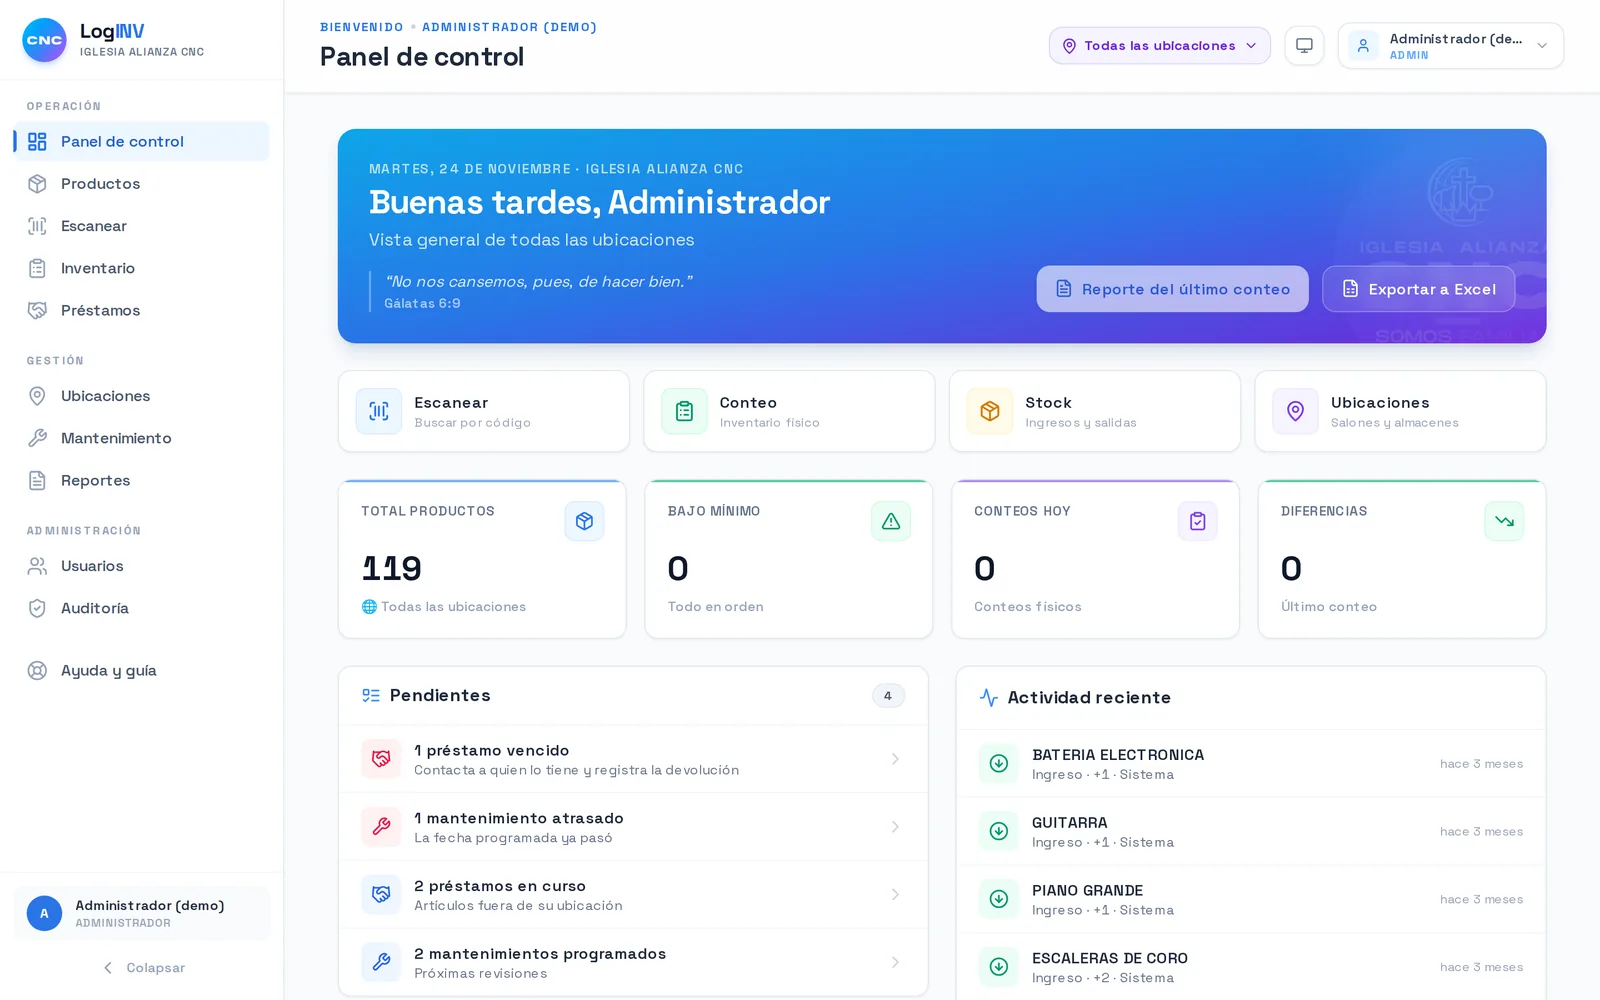 CNC
LogINV
IGLESIA ALIANZA CNC
OPERACIÓN
Panel de control
Productos
Escanear
Inventario
Préstamos
GESTIÓN
Ubicaciones
Mantenimiento
Reportes
ADMINISTRACIÓN
Usuarios
Auditoría
Ayuda y guía
A
Administrador (demo)
ADMINISTRADOR
Colapsar
BIENVENIDO • ADMINISTRADOR (DEMO)
Panel de control
Todas las ubicaciones
Administrador (de...
ADMIN
MARTES, 24 DE NOVIEMBRE · IGLESIA ALIANZA CNC
Buenas tardes, Administrador
Vista general de todas las ubicaciones
“No nos cansemos, pues, de hacer bien.”
Gálatas 6:9
IGLESIA ALIANZA
SOMOS
Reporte del último conteo
Exportar a Excel
Escanear
Buscar por código
Conteo
Inventario físico
Stock
Ingresos y salidas
Ubicaciones
Salones y almacenes
TOTAL PRODUCTOS
119
Todas las ubicaciones
BAJO MÍNIMO
0
Todo en orden
CONTEOS HOY
0
Conteos físicos
DIFERENCIAS
0
Último conteo
Pendientes
4
1 préstamo vencido
Contacta a quien lo tiene y registra la devolución
1 mantenimiento atrasado
La fecha programada ya pasó
2 préstamos en curso
Artículos fuera de su ubicación
2 mantenimientos programados
Próximas revisiones
Actividad reciente
BATERIA ELECTRONICA
Ingreso · +1 · Sistema
hace 3 meses
GUITARRA
Ingreso · +1 · Sistema
hace 3 meses
PIANO GRANDE
Ingreso · +1 · Sistema
hace 3 meses
ESCALERAS DE CORO
Ingreso · +2 · Sistema
hace 3 meses